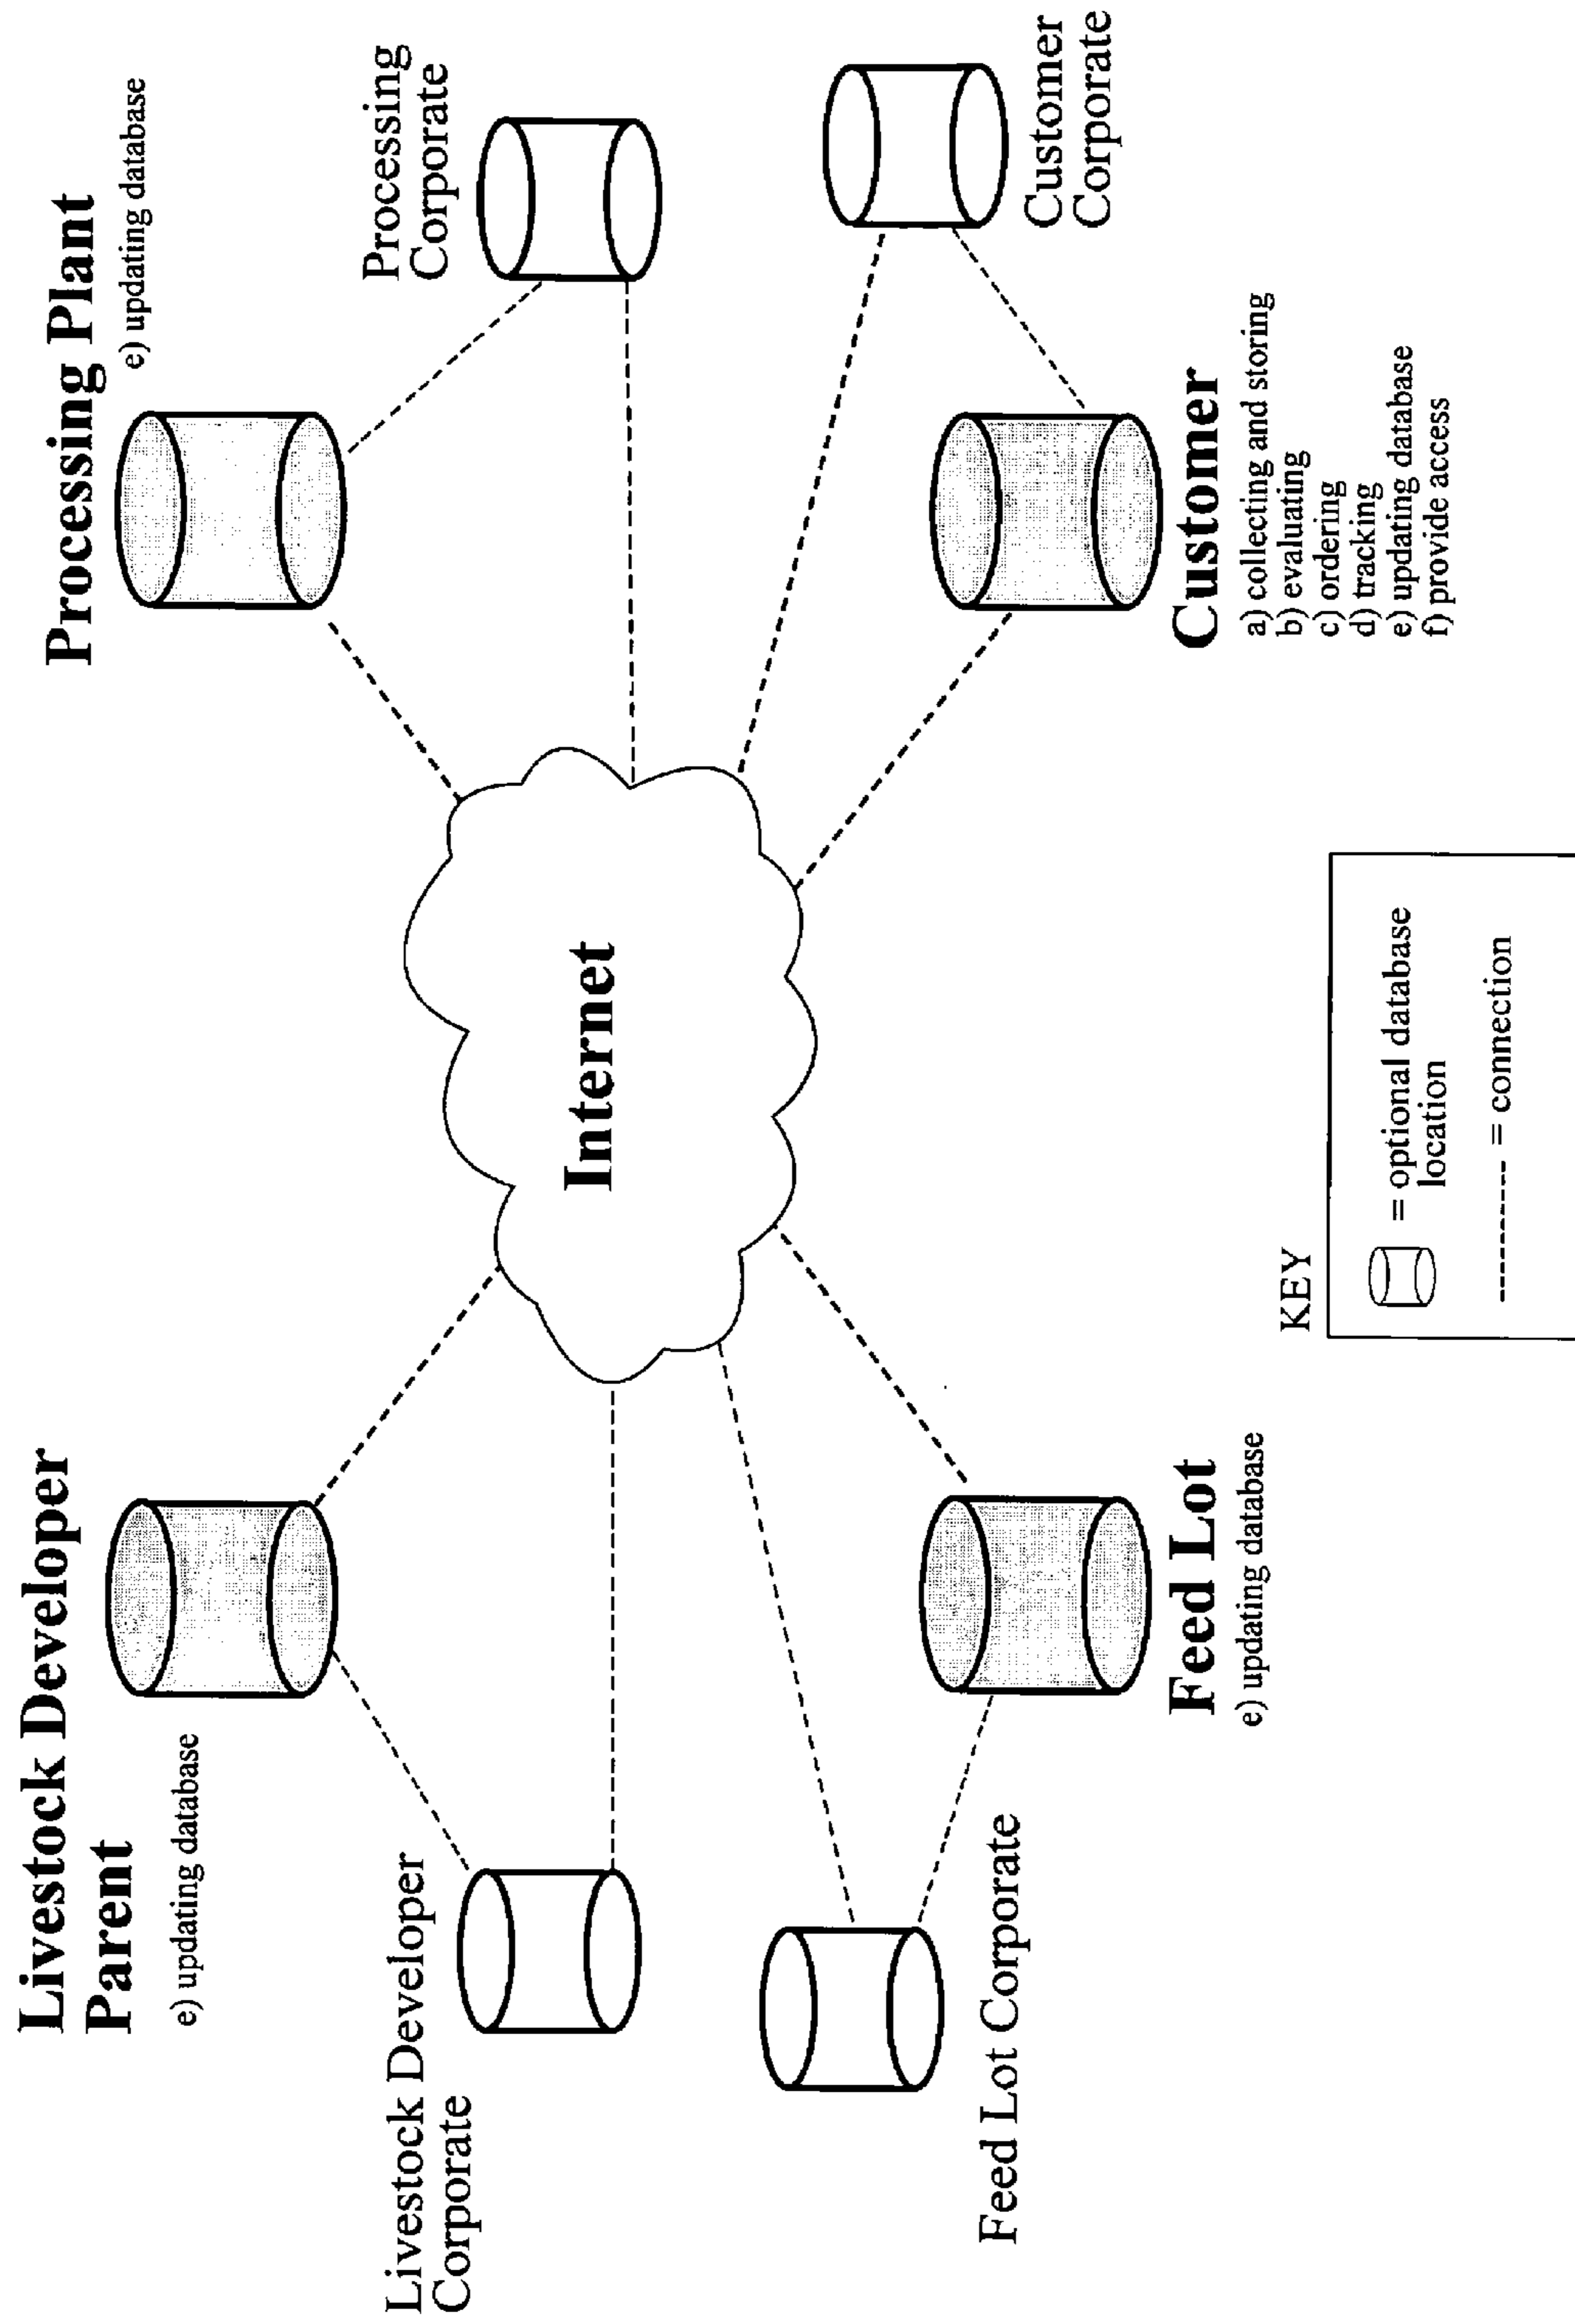 Livestock Developer
Parent
e) updating database
Processing Plant
e) updating database
Livestock Developer
Corporate
Processing
Corporate
Internet
Feed Lot Corporate
Customer
Corporate
Feed Lot
e) updating database
Customer
a) collecting and storing
b) evaluating
c) ordering
d) tracking
e) updating database
f) provide access
KEY
= optional database
location
= connection